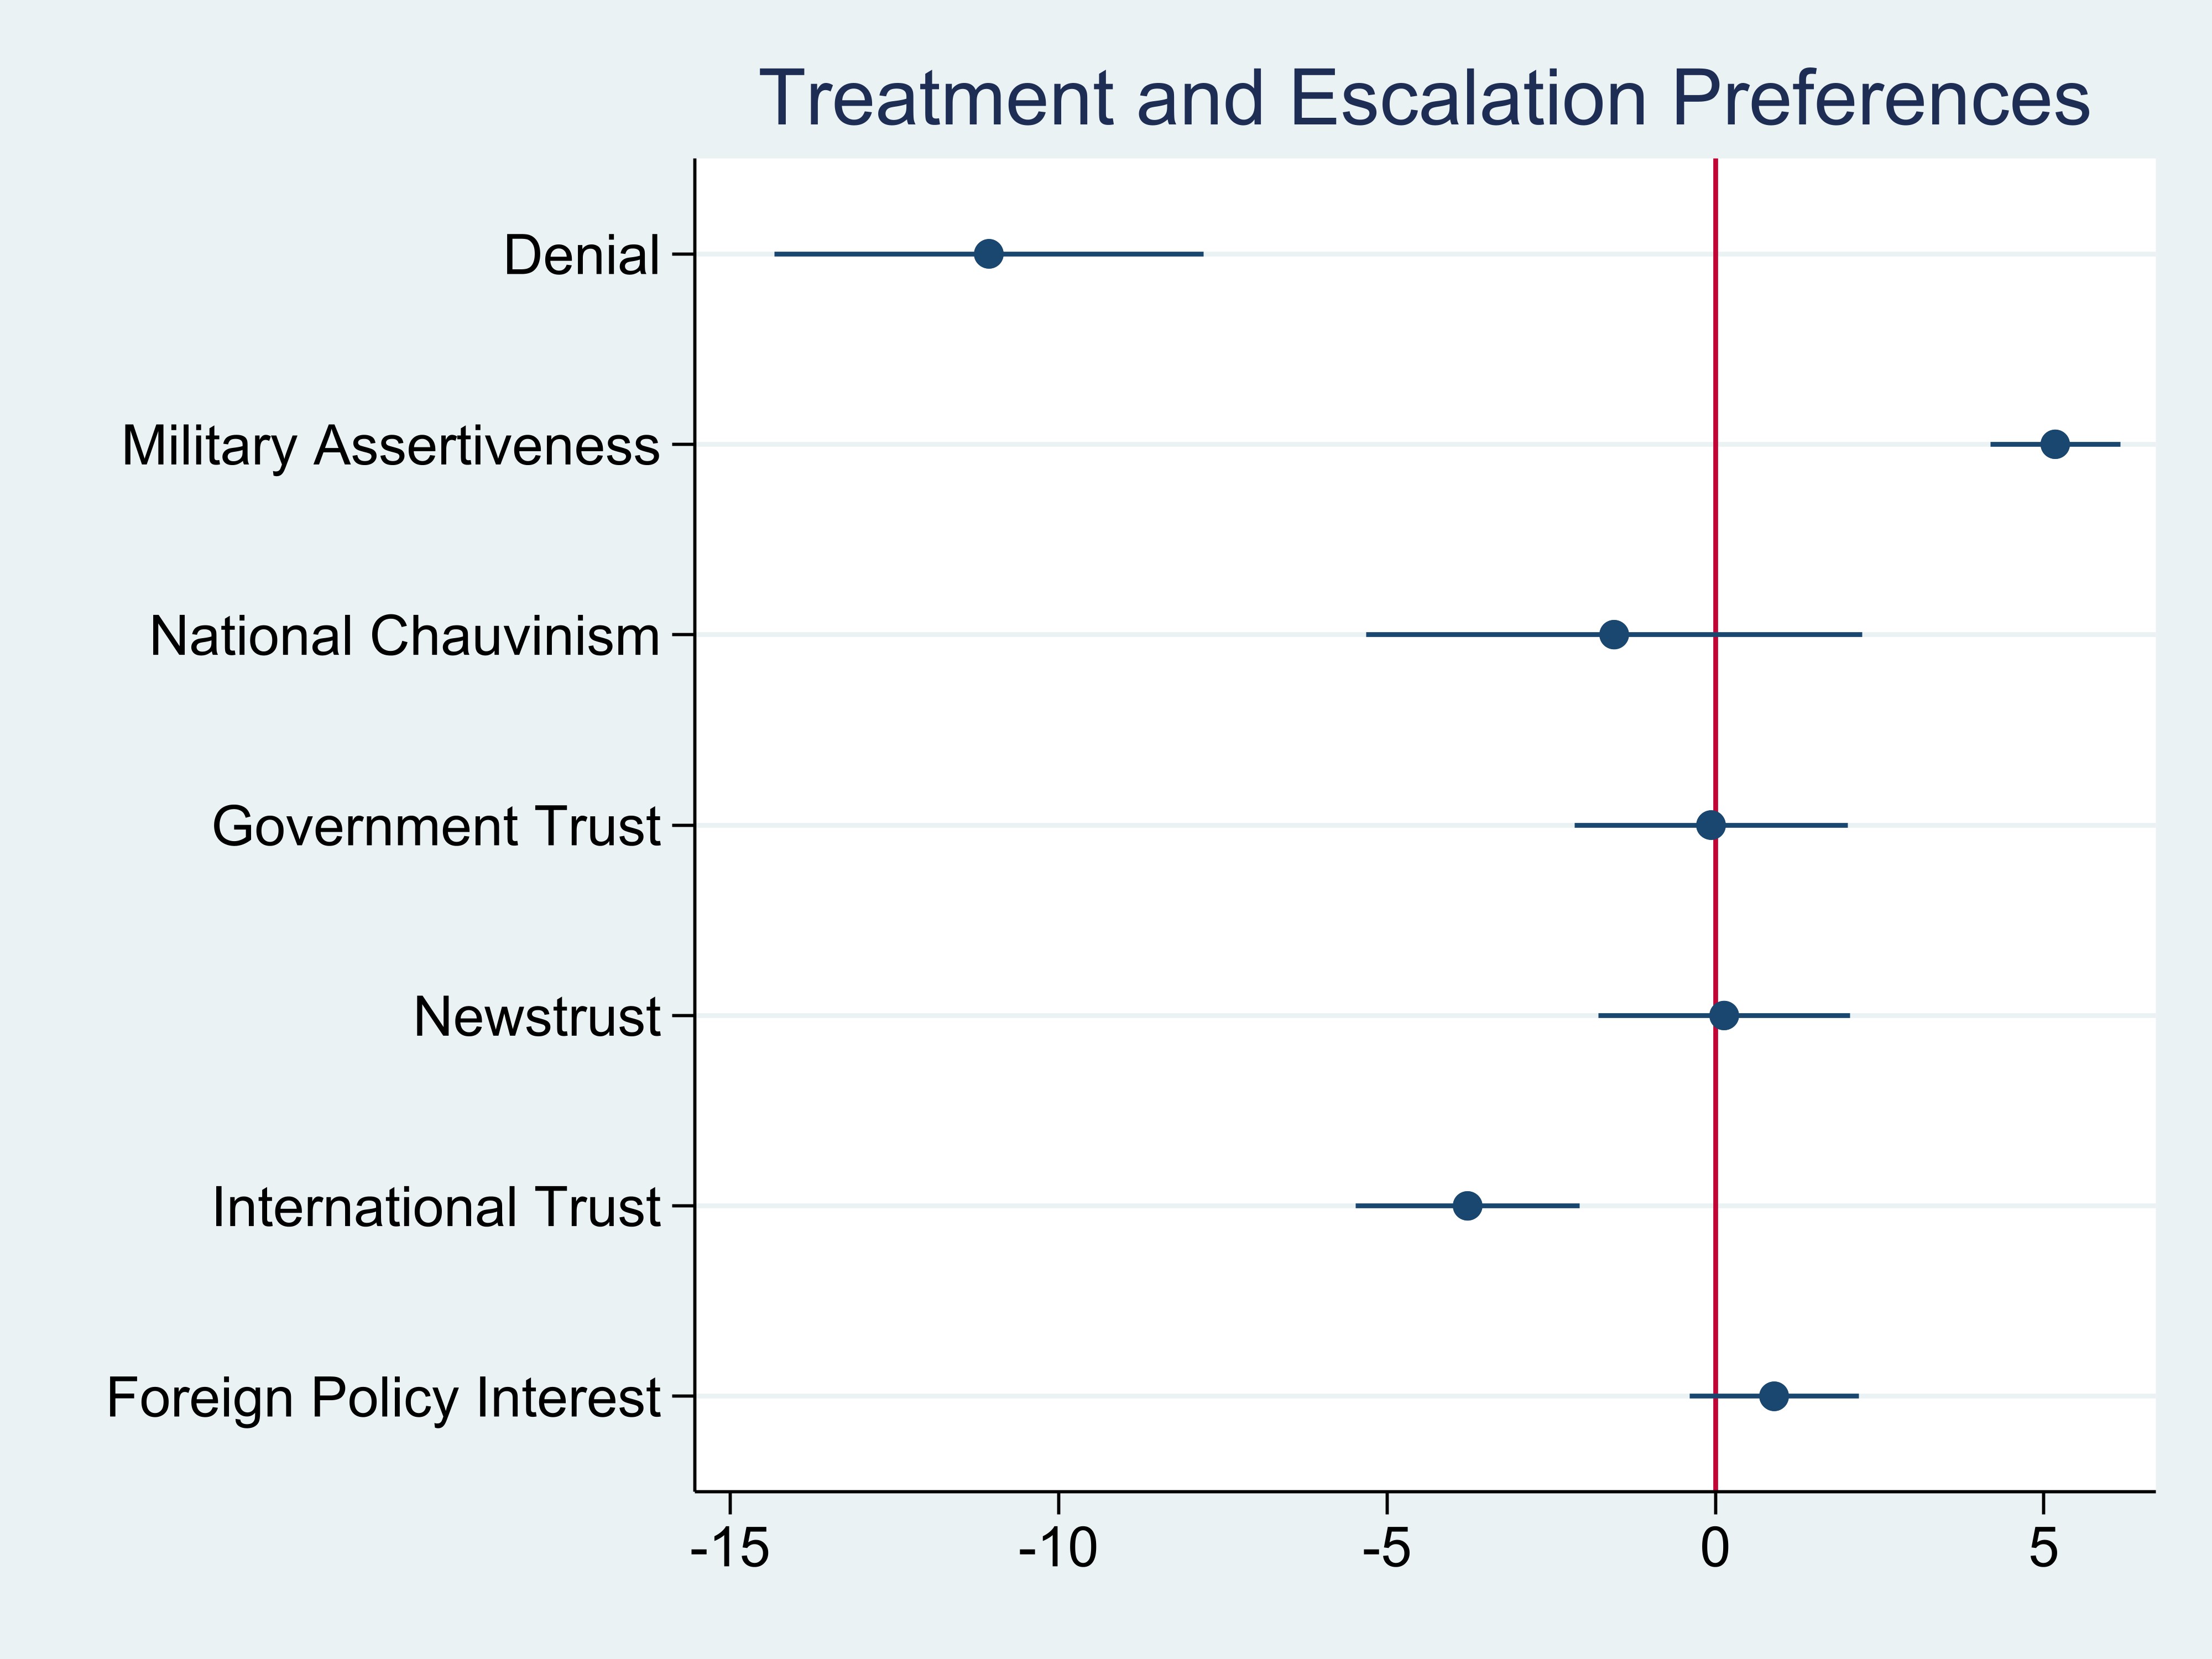 Treatment and Escalation Preferences
Denial
Military Assertiveness
National Chauvinism
Government Trust
Newstrust
International Trust
Foreign Policy Interest
-15 -10 -5 0 5